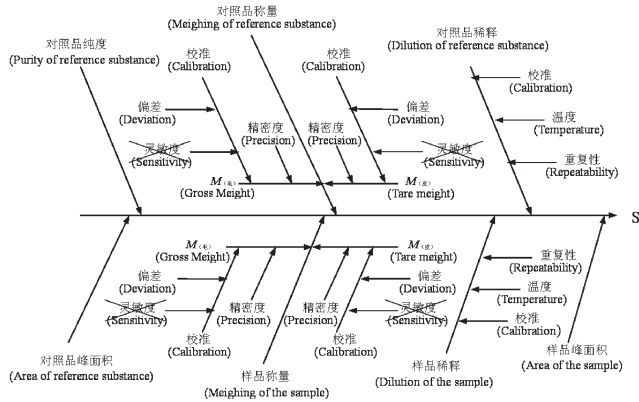 对照品称量
(Meighing of reference substance)
对照品纯度
(Purity of reference substance)
对照品稀释
(Dilution of reference substance)
校准
(Calibration)
校准
(Calibration)
校准
(Calibration)
偏差
(Deviation)
精密度
(Precision)
偏差
(Deviation)
精密度
(Precision)
温度
(Temperature)
灵敏度
(Sensitivity)
灵敏度
(Sensitivity)
重复性
(Repeatability)
M(毛)
(Gross Meight)
M(皮)
(Tare meight)
S
M(毛)
(Gross Meight)
M(皮)
(Tare meight)
重复性
(Repeatability)
偏差
(Deviation)
偏差
(Deviation)
温度
(Temperature)
灵敏度
(Sensitivity)
精密度
(Precision)
精密度
(Precision)
灵敏度
(Sensitivity)
校准
(Calibration)
校准
(Calibration)
校准
(Calibration)
对照品峰面积
(Area of reference substance)
样品称量
(Meighing of the sample)
样品稀释
(Dilution of the sample)
样品峰面积
(Area of the sample)